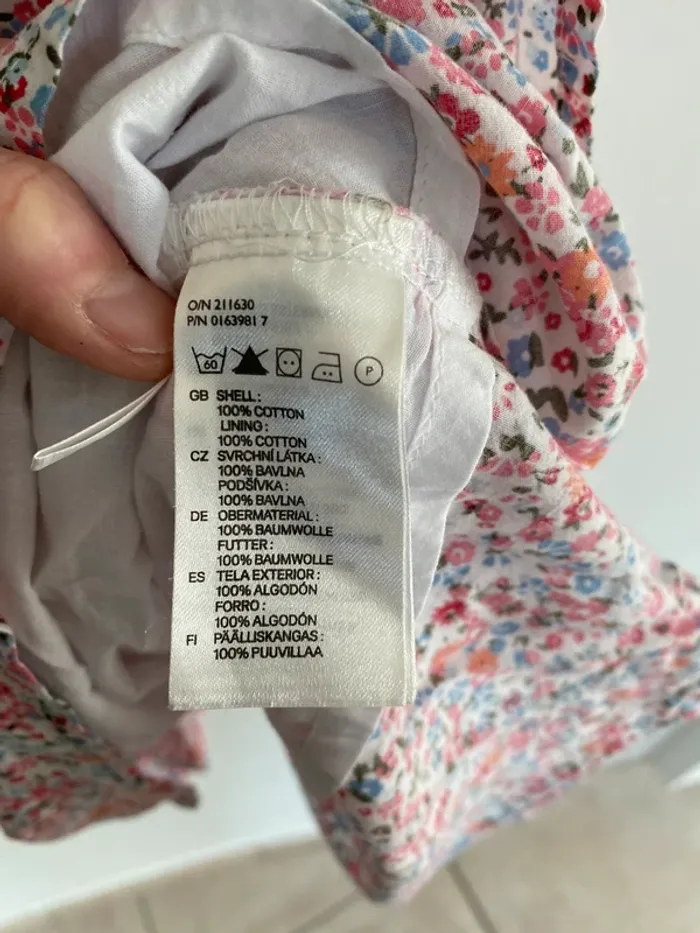 O/N 211630
P/N 0163981 7
60 P
GB SHELL:
100% COTTON
LINING:
100% COTTON
CZ SVRCHNÍ LÁTKA:
100% BAVLNA
PODŠÍVKA:
100% BAVLNA
DE OBERMATERIAL:
100% BAUMWOLLE
FUTTER:
100% BAUMWOLLE
ES TELA EXTERIOR:
100% ALGODÓN
FORRO:
100% ALGODÓN
FI PÄÄLLISKANGAS:
100% PUUVILLAA